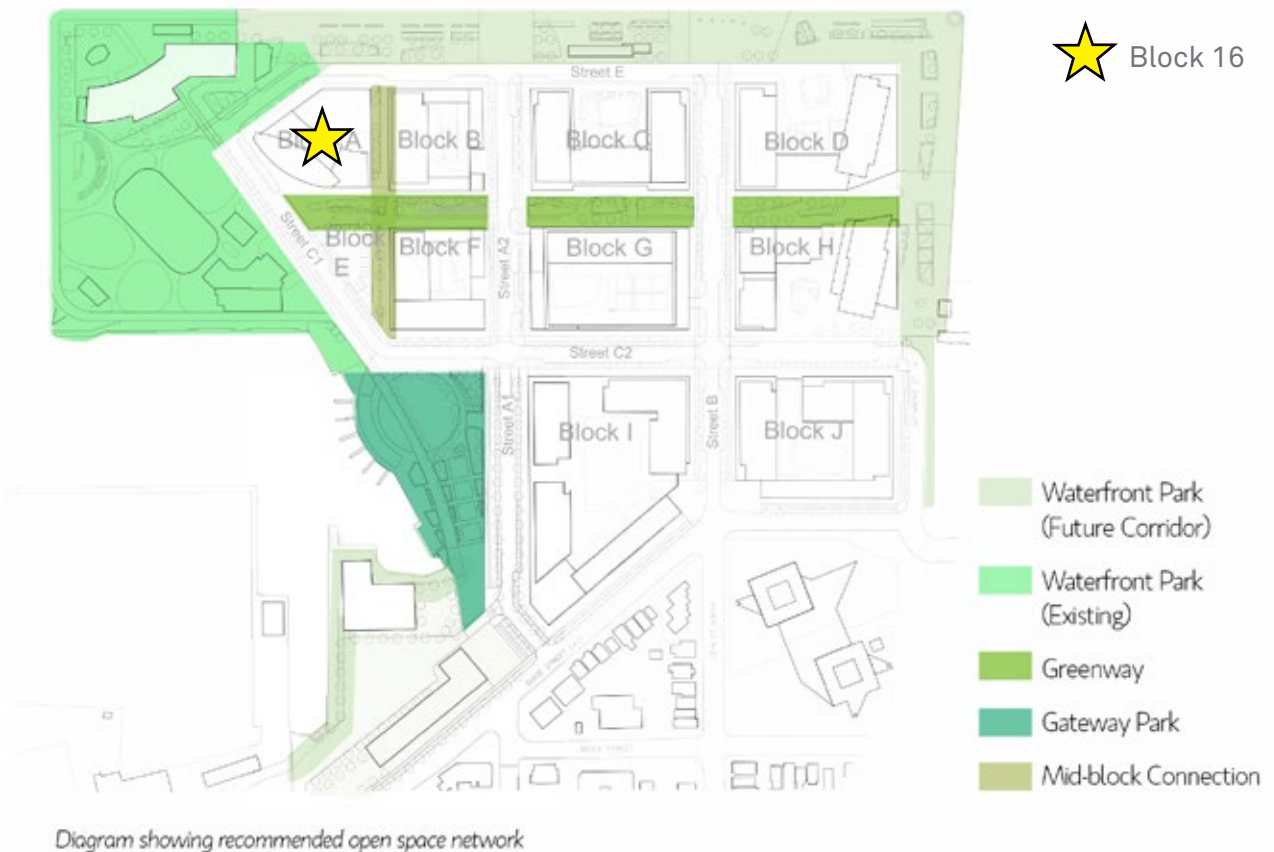 Block 16
Street E
Block A
Block B
Block C
Block D
Street C1
Block
E
Block F
Street A2
Block G
Block H
Street C2
Street A1
Block I
Street B
Block J
Waterfront Park
(Future Corridor)
Waterfront Park
(Existing)
Greenway
Gateway Park
Mid-block Connection
Diagram showing recommended open space network